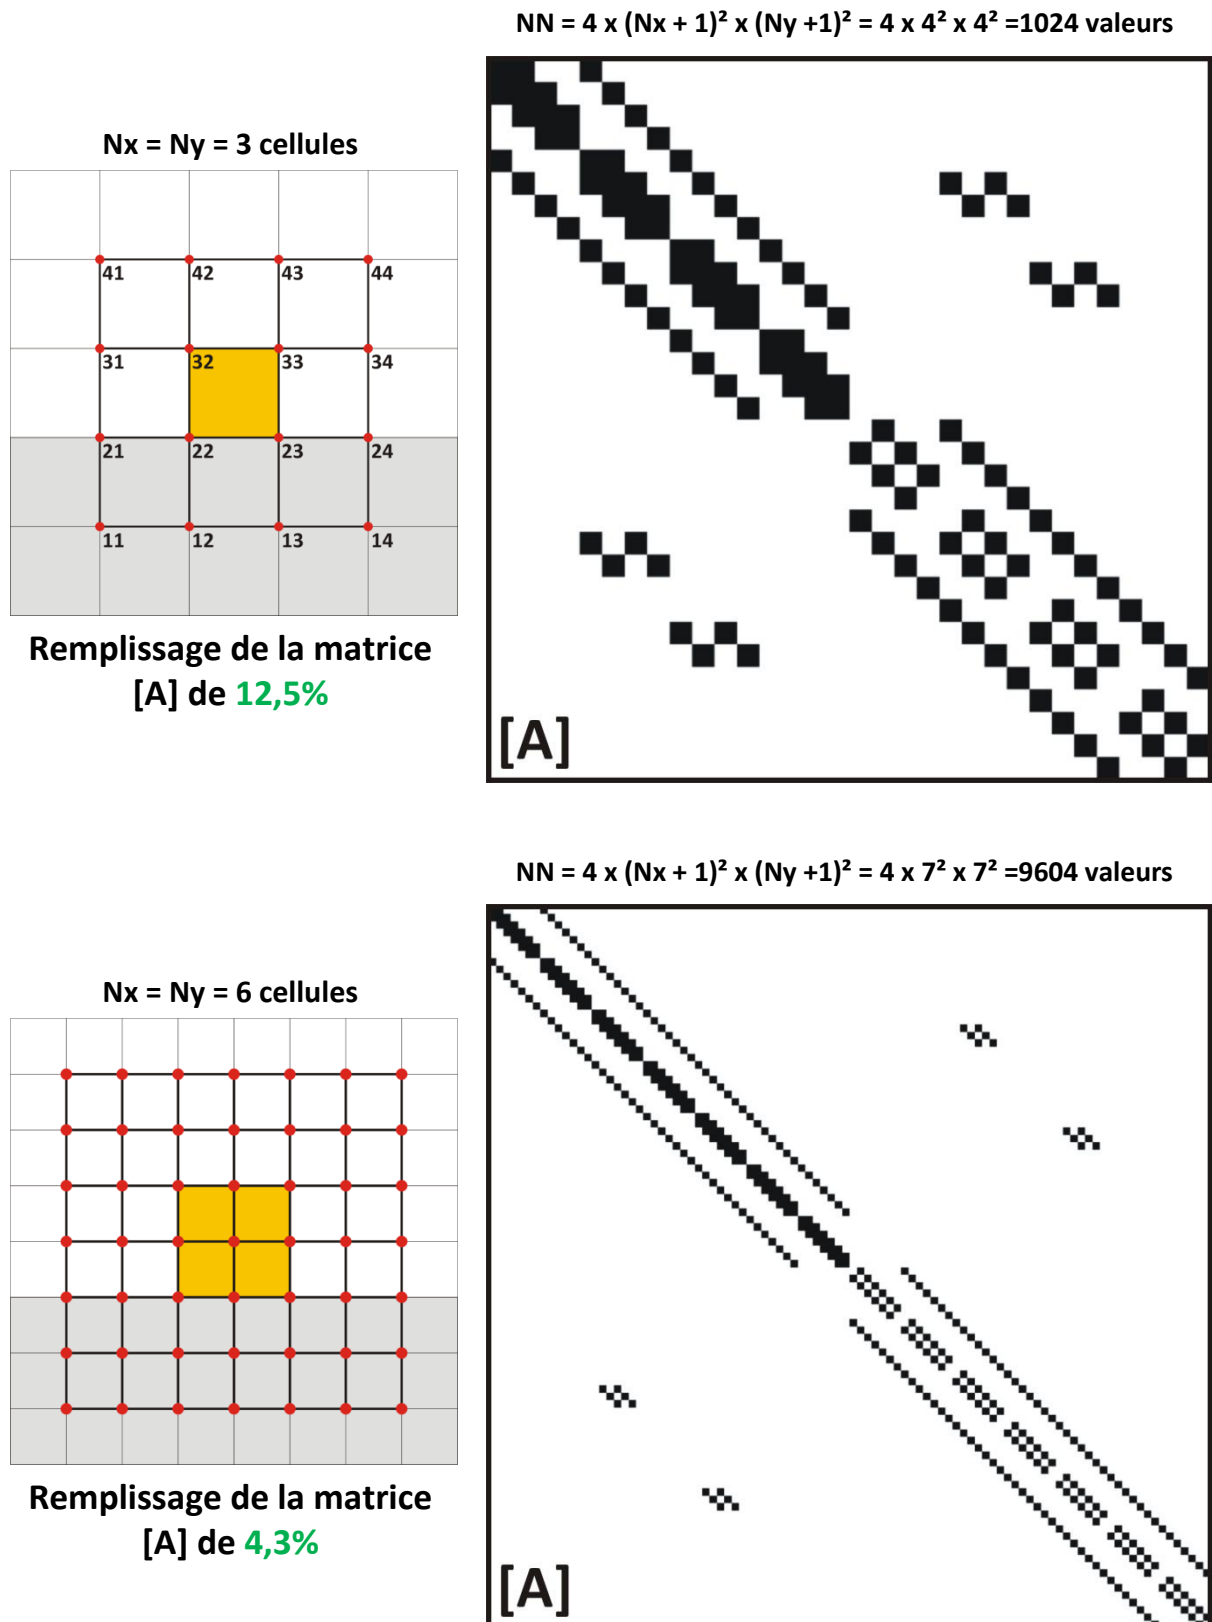 NN = 4 x (Nx + 1)² x (Ny +1)² = 4 x 4² x 4² =1024 valeurs
Nx = Ny = 3 cellules
41 42 43 44
31 32 33 34
21 22 23 24
11 12 13 14
Remplissage de la matrice
[A] de 12,5%
[A]
NN = 4 x (Nx + 1)² x (Ny +1)² = 4 x 7² x 7² =9604 valeurs
Nx = Ny = 6 cellules
Remplissage de la matrice
[A] de 4,3%
[A]